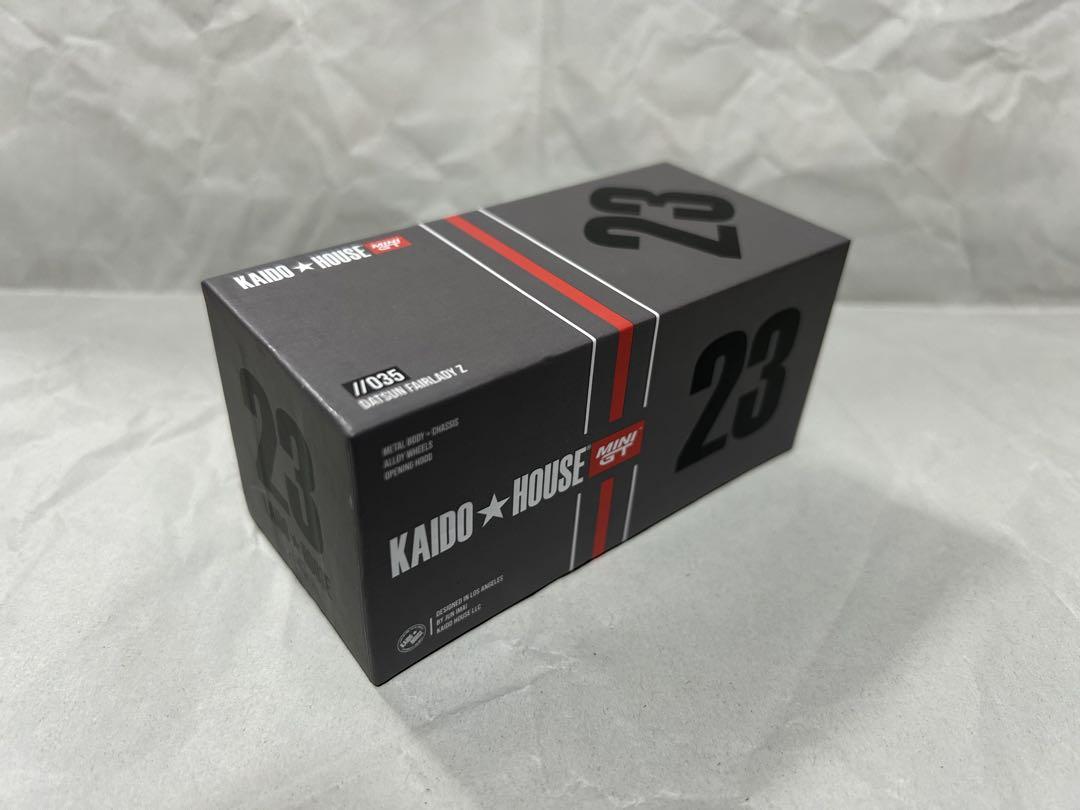 KAIDO★HOUSE MINI GT
//035
DATSUN FAIRLADY Z
23
23
METAL BODY + CHASSIS
ALLOY WHEELS
OPENING HOOD
KAIDO★HOUSE MINI GT
DESIGNED IN LOS ANGELES
BY JUN IMAI
KAIDO HOUSE LLC
23